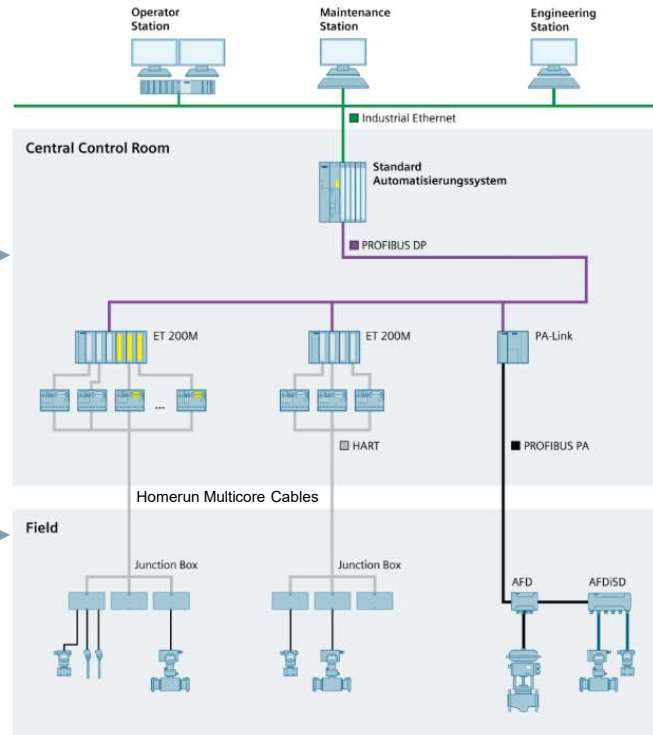 Operator
Station
Maintenance
Station
Engineering
Station
Industrial Ethernet
Central Control Room
Standard
Automatisierungssystem
PROFIBUS DP
ET 200M
ET 200M
PA-Link
...
HART
PROFIBUS PA
Homerun Multicore Cables
Field
Junction Box
Junction Box
AFD
AFDiSD